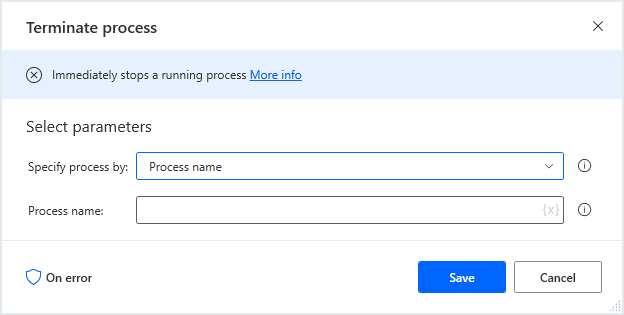 Terminate process
Immediately stops a running process More info
Select parameters
Specify process by: Process name
Process name: {x}
On error Save Cancel